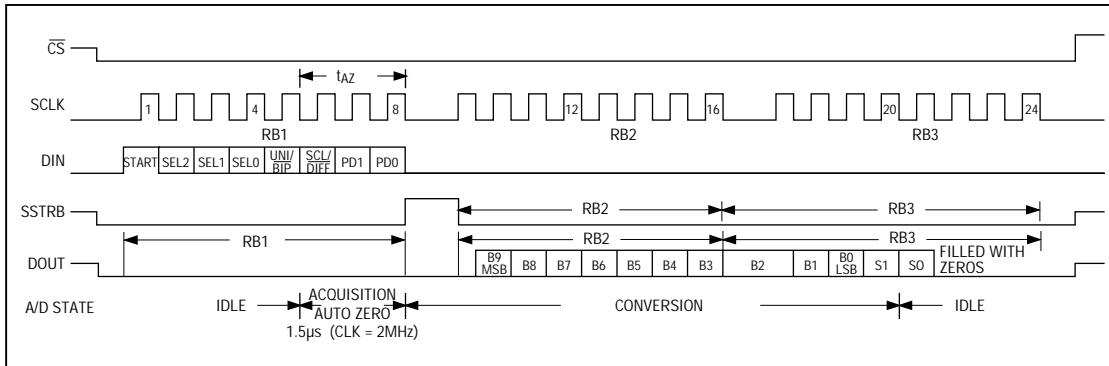 CS
tAZ
SCLK 1 4 8 12 16 20 24
RB1 RB2 RB3
DIN START SEL2 SEL1 SEL0 UNI/BIP SCL/DIFF PD1 PD0
SSTRB RB2 RB3
RB1 RB2 RB3
DOUT B9 MSB B8 B7 B6 B5 B4 B3 B2 B1 B0 LSB S1 S0 FILLED WITH ZEROS
A/D STATE IDLE ACQUISITION AUTO ZERO CONVERSION IDLE
1.5µs (CLK = 2MHz)